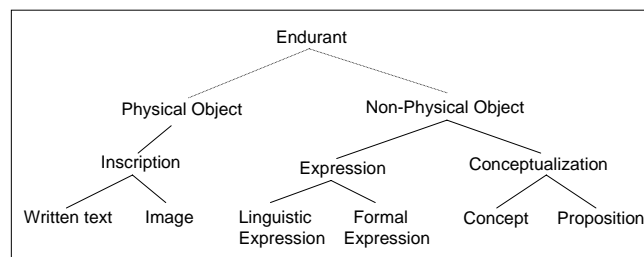 Endurant
Physical Object Non-Physical Object
Inscription Expression Conceptualization
Written text Image Linguistic Formal Concept Proposition
Expression Expression